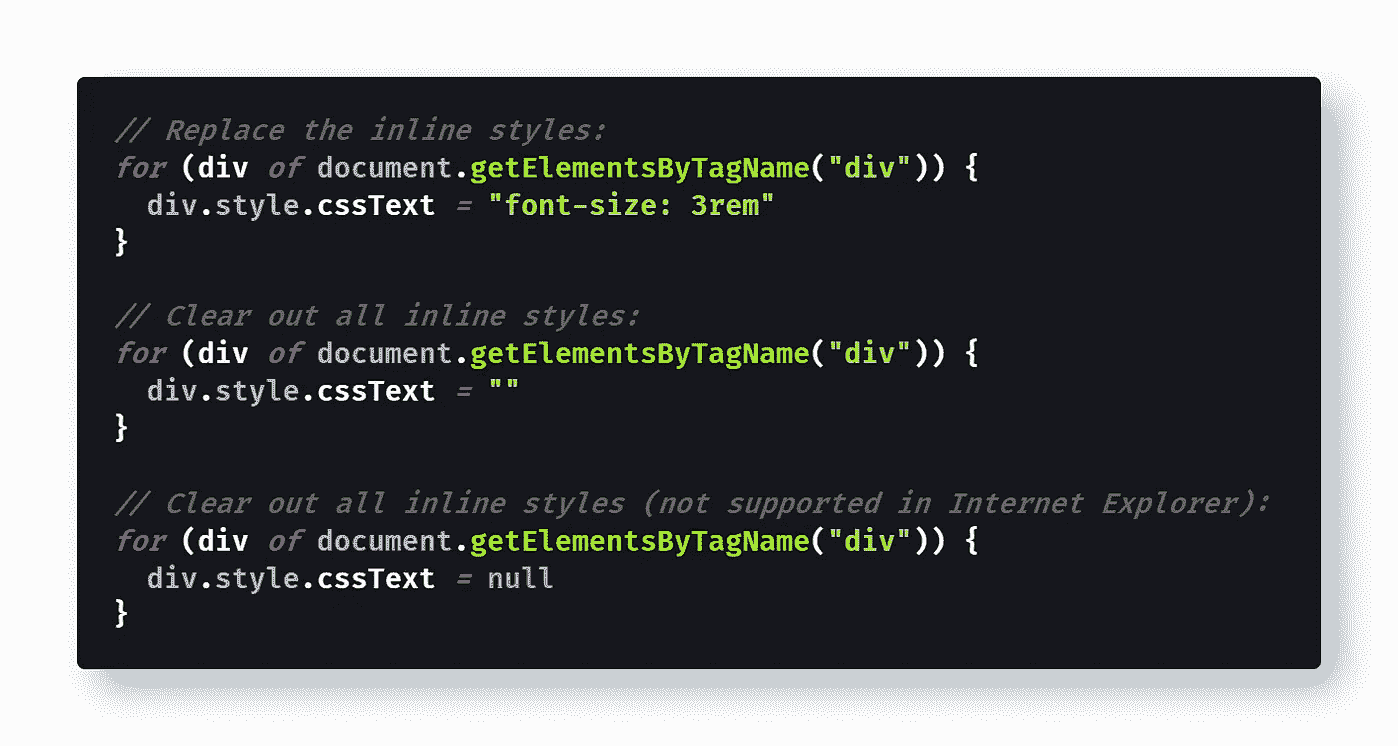 // Replace the inline styles:
for (div of document.getElementsByTagName("div")) {
  div.style.cssText = "font-size: 3rem"
}

// Clear out all inline styles:
for (div of document.getElementsByTagName("div")) {
  div.style.cssText = ""
}

// Clear out all inline styles (not supported in Internet Explorer):
for (div of document.getElementsByTagName("div")) {
  div.style.cssText = null
}